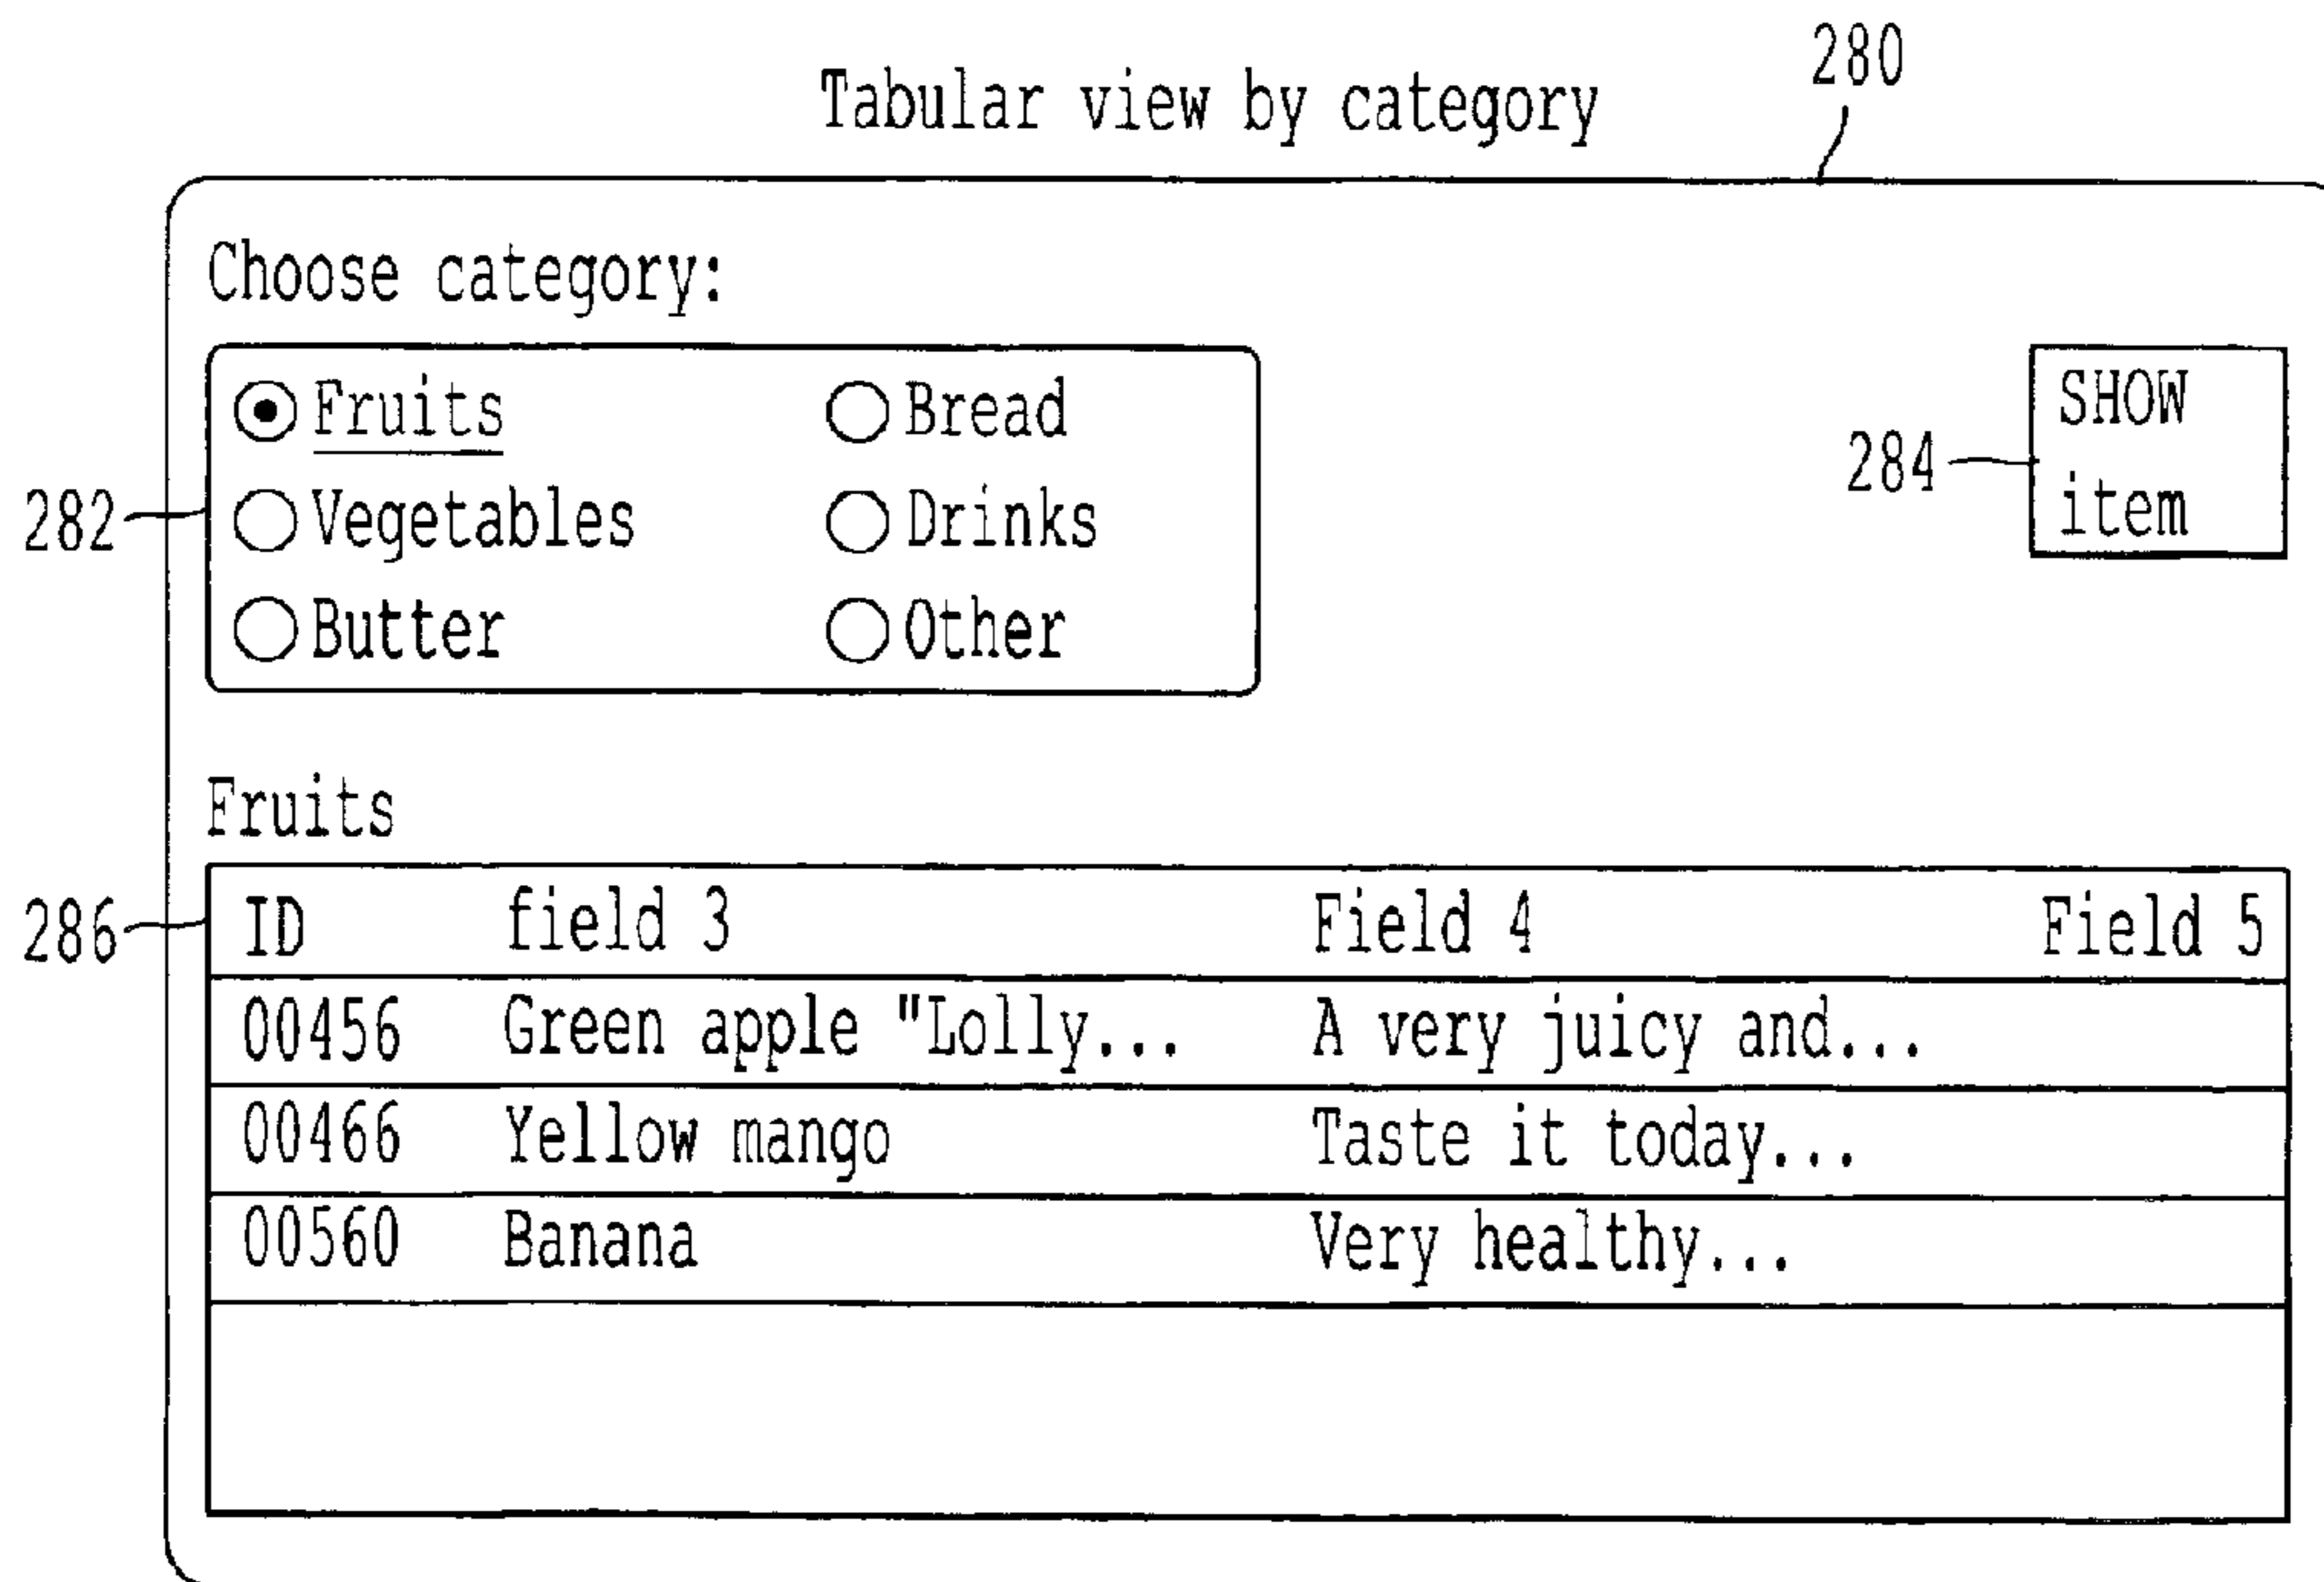 280
Tabular view by category
Choose category:
Fruits Bread
SHOW
282 Vegetables Drinks
284
item
Butter Other
Fruits
286 ID field 3 Field 4 Field 5
00456 Green apple "Lolly... A very juicy and...
00466 Yellow mango Taste it today...
00560 Banana Very healthy...